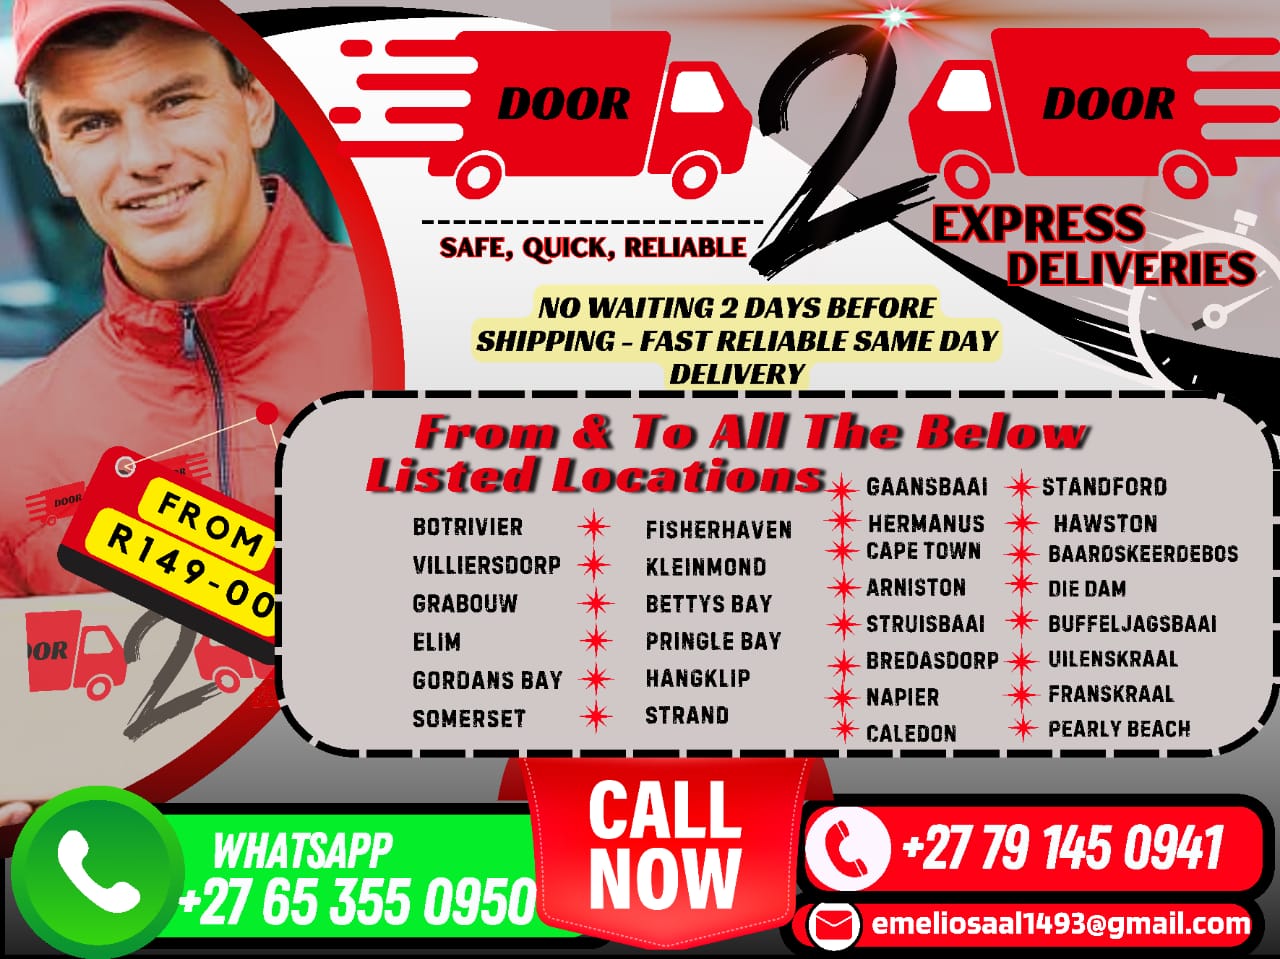 DOOR
2
DOOR
EXPRESS
DELIVERIES
SAFE, QUICK, RELIABLE
NO WAITING 2 DAYS BEFORE
SHIPPING - FAST RELIABLE SAME DAY
DELIVERY
From & To All The Below
Listed Locations
BOTRIVIER
VILLIERSDORP
GRABOUW
ELIM
GORDANS BAY
SOMERSET
FISHERHAVEN
KLEINMOND
BETTYS BAY
PRINGLE BAY
HANGKLIP
STRAND
GAANSBAAI
HERMANUS
CAPE TOWN
ARNISTON
STRUISBAAI
BREDASDORP
NAPIER
CALEDON
STANDFORD
HAWSTON
BAARDSKEERDEBOS
DIE DAM
BUFFELJAGSBAAI
UILENSKRAAL
FRANSKRAAL
PEARLY BEACH
DOOR
FROM
R149-00
OOR
2
WHATSAPP
+27 65 355 0950
CALL
NOW
+27 79 145 0941
emeliosaal1493@gmail.com